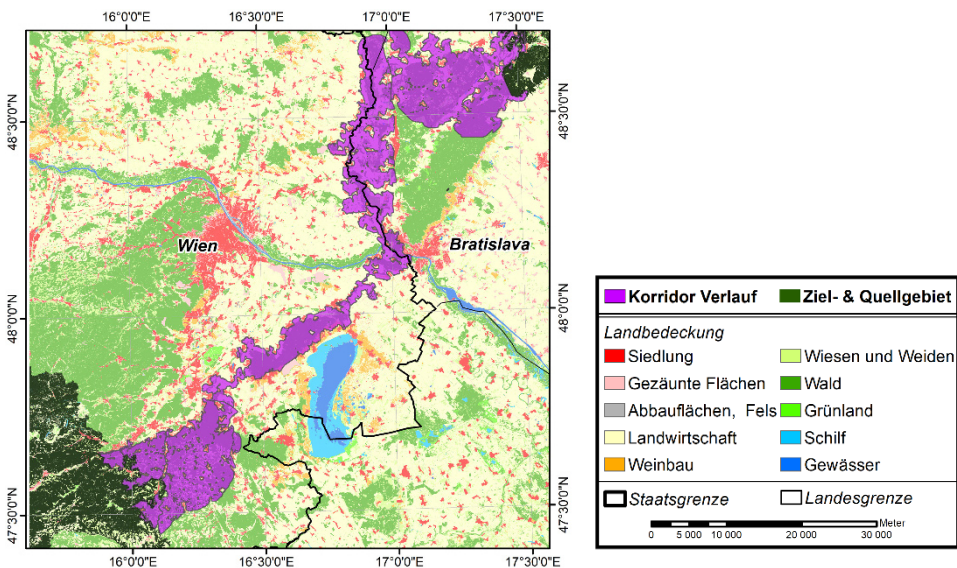 16°0'0"E 16°30'0"E 17°0'0"E 17°30'0"E
48°30'0"N 48°30'0"N
Wien Bratislava
48°0'0"N 48°0'0"N
47°30'0"N 47°30'0"N
16°0'0"E 16°30'0"E 17°0'0"E 17°30'0"E
Korridor Verlauf Ziel- & Quellgebiet
Landbedeckung
Siedlung Wiesen und Weiden
Gezäunte Flächen Wald
Abbauflächen, Fels Grünland
Landwirtschaft Schilf
Weinbau Gewässer
Staatsgrenze Landesgrenze
Meter
0 5 000 10 000 20 000 30 000